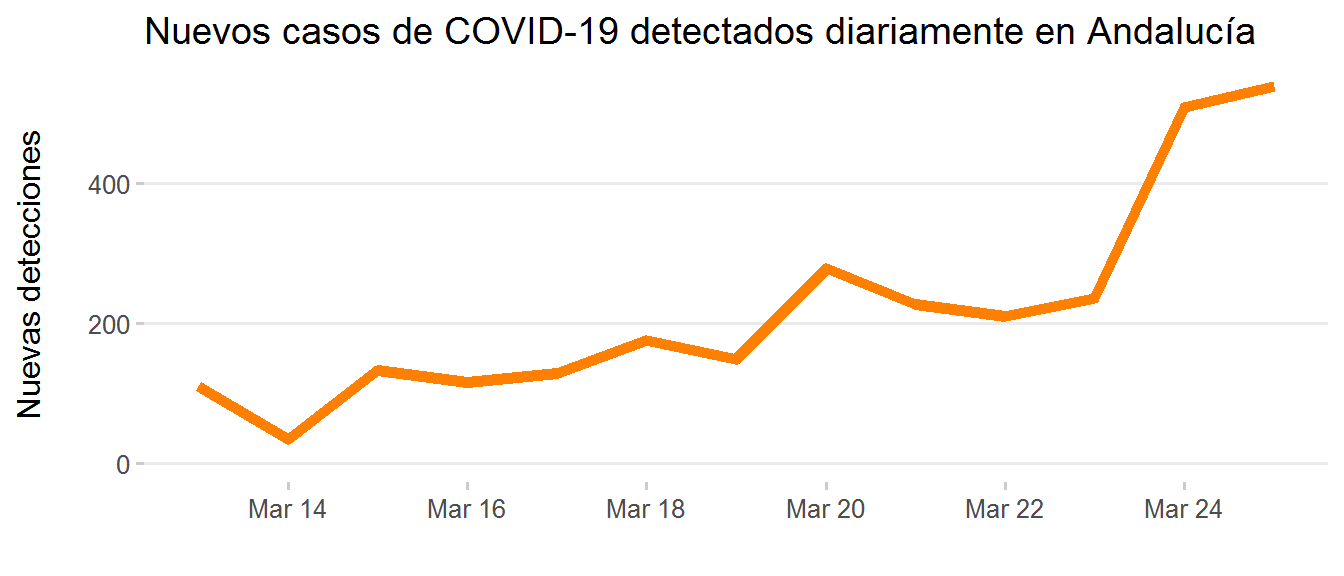 Nuevos casos de COVID-19 detectados diariamente en Andalucía
Nuevas detecciones
400
200
0
Mar 14
Mar 16
Mar 18
Mar 20
Mar 22
Mar 24